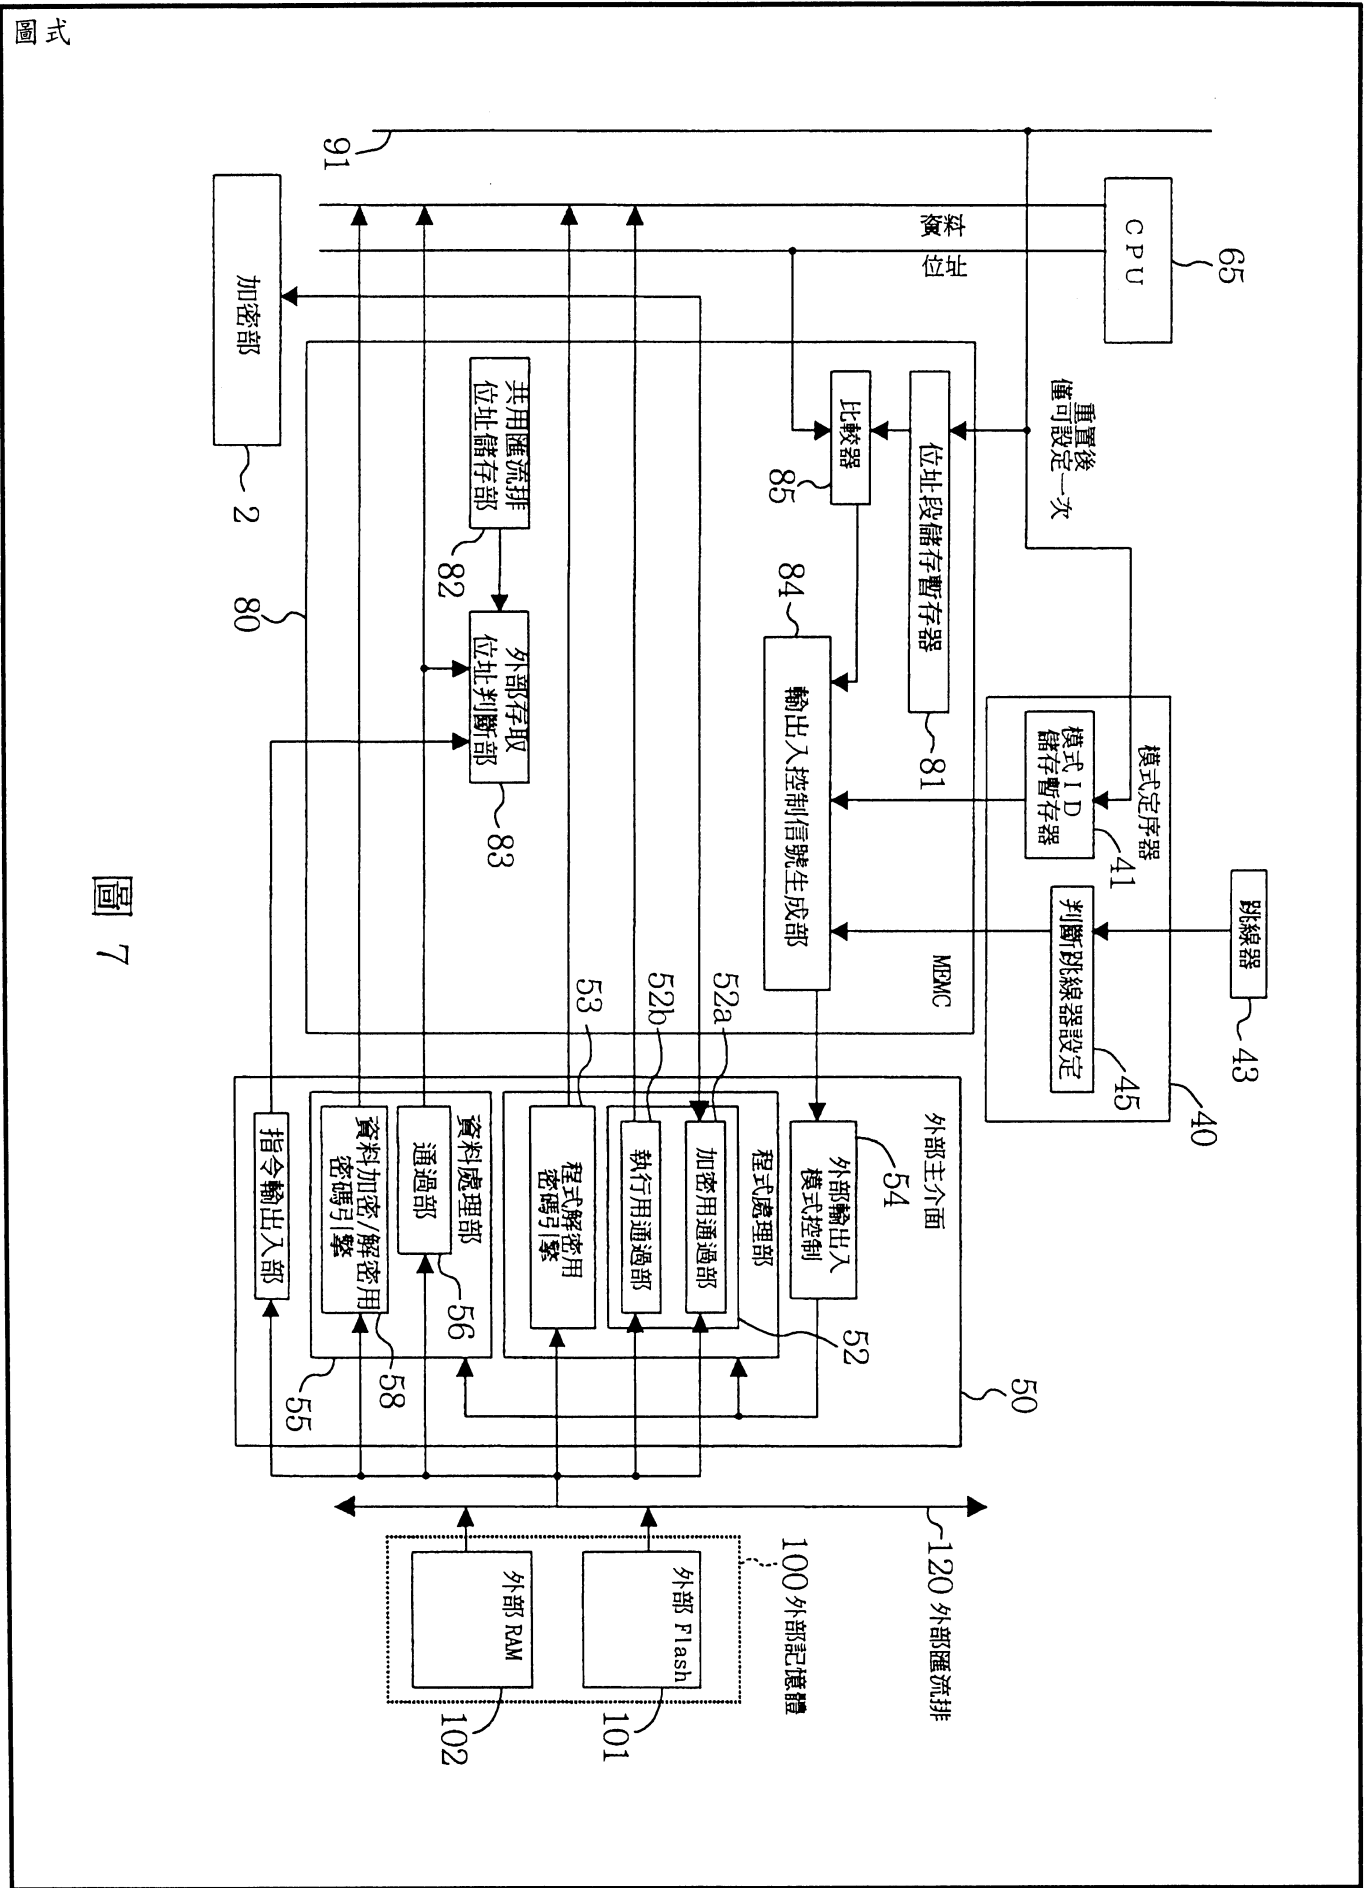 圖式
跳線器
43
模式定序器
模式ID
儲存暫存器
41
判斷跳線器設定
45
40
CPU
65
重置後
僅可設定一次
91
資料
位址
MEMC
位址段儲存暫存器
81
比較器
85
84
輸出入控制信號生成部
共用匯流排
位址儲存部
82
外部存取
位址判斷部
83
80
加密部
2
外部主介面
50
54
外部輸出入
模式控制
程式處理部
52a
加密用通過部
52b
執行用通過部
52
53
程式解密用
密碼引擎
資料處理部
通過部
56
資料加密/解密用
密碼引擎
58
55
指令輸出入部
120 外部匯流排
100 外部記憶體
外部 Flash
101
外部 RAM
102
圖 7